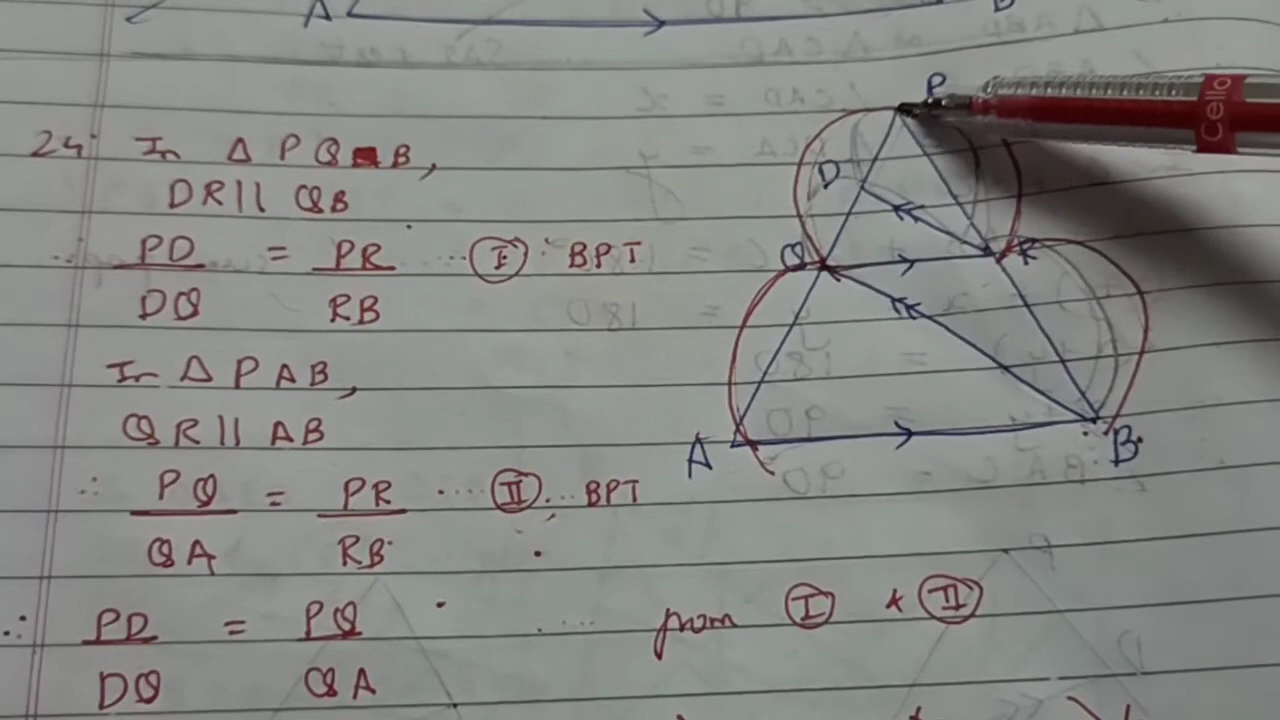 A
24. In Δ PQB,
DR || QB
∴ PD = PR ... (I) . BPT
DQ RB
In Δ PAB,
QR || AB
∴ PQ = PR .... (II) ... BPT
QA RB
∴ PD = PQ .... from (I) & (II)
DQ QA
P
D
Q R
A B
Cello